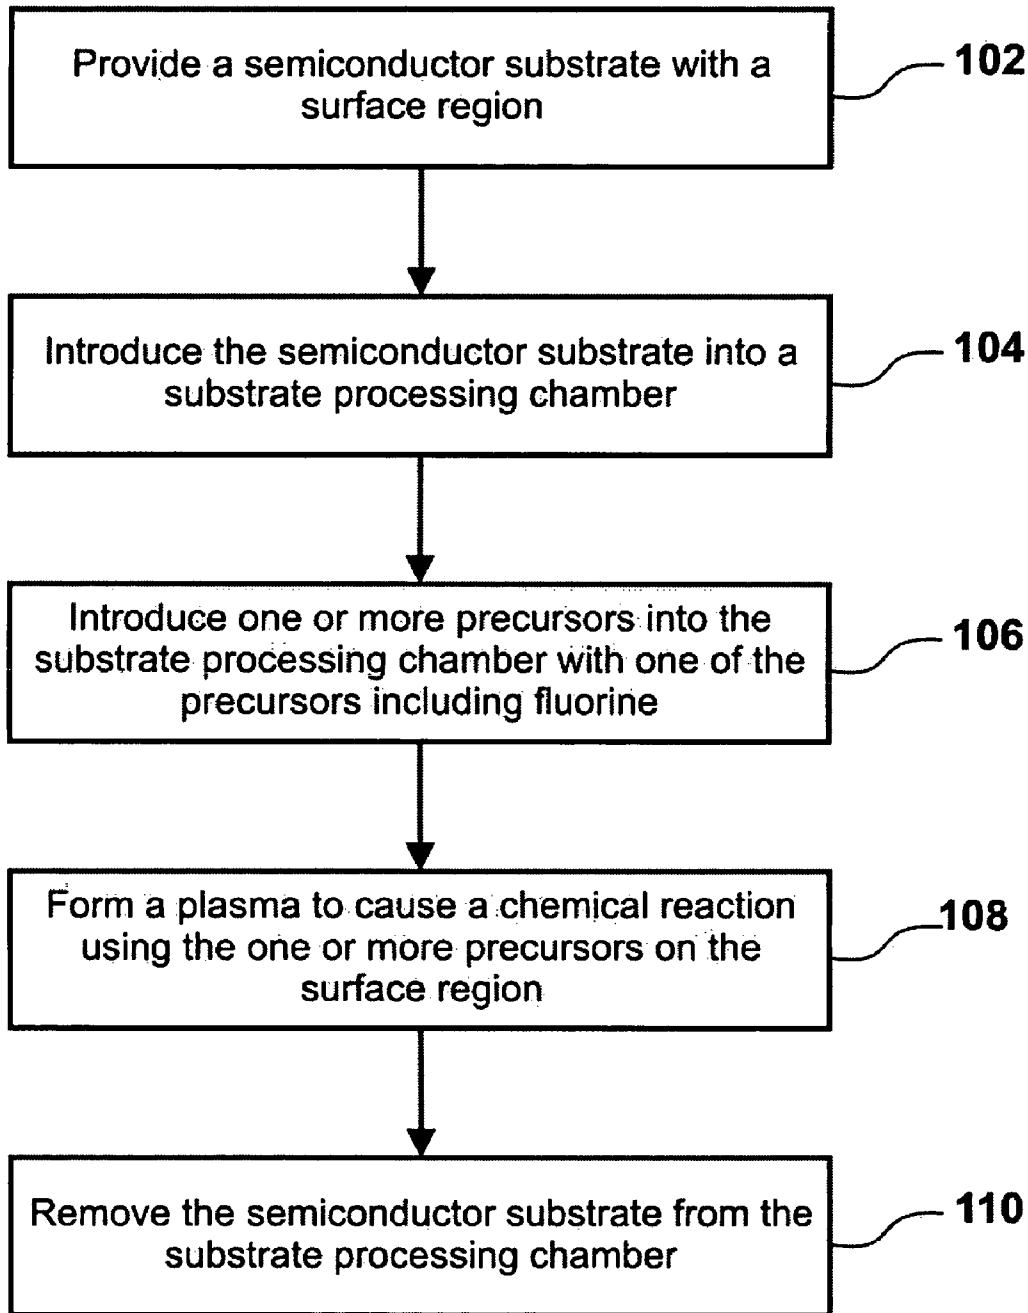 Provide a semiconductor substrate with a
surface region
102
Introduce the semiconductor substrate into a
substrate processing chamber
104
Introduce one or more precursors into the
substrate processing chamber with one of the
precursors including fluorine
106
Form a plasma to cause a chemical reaction
using the one or more precursors on the
surface region
108
Remove the semiconductor substrate from the
substrate processing chamber
110